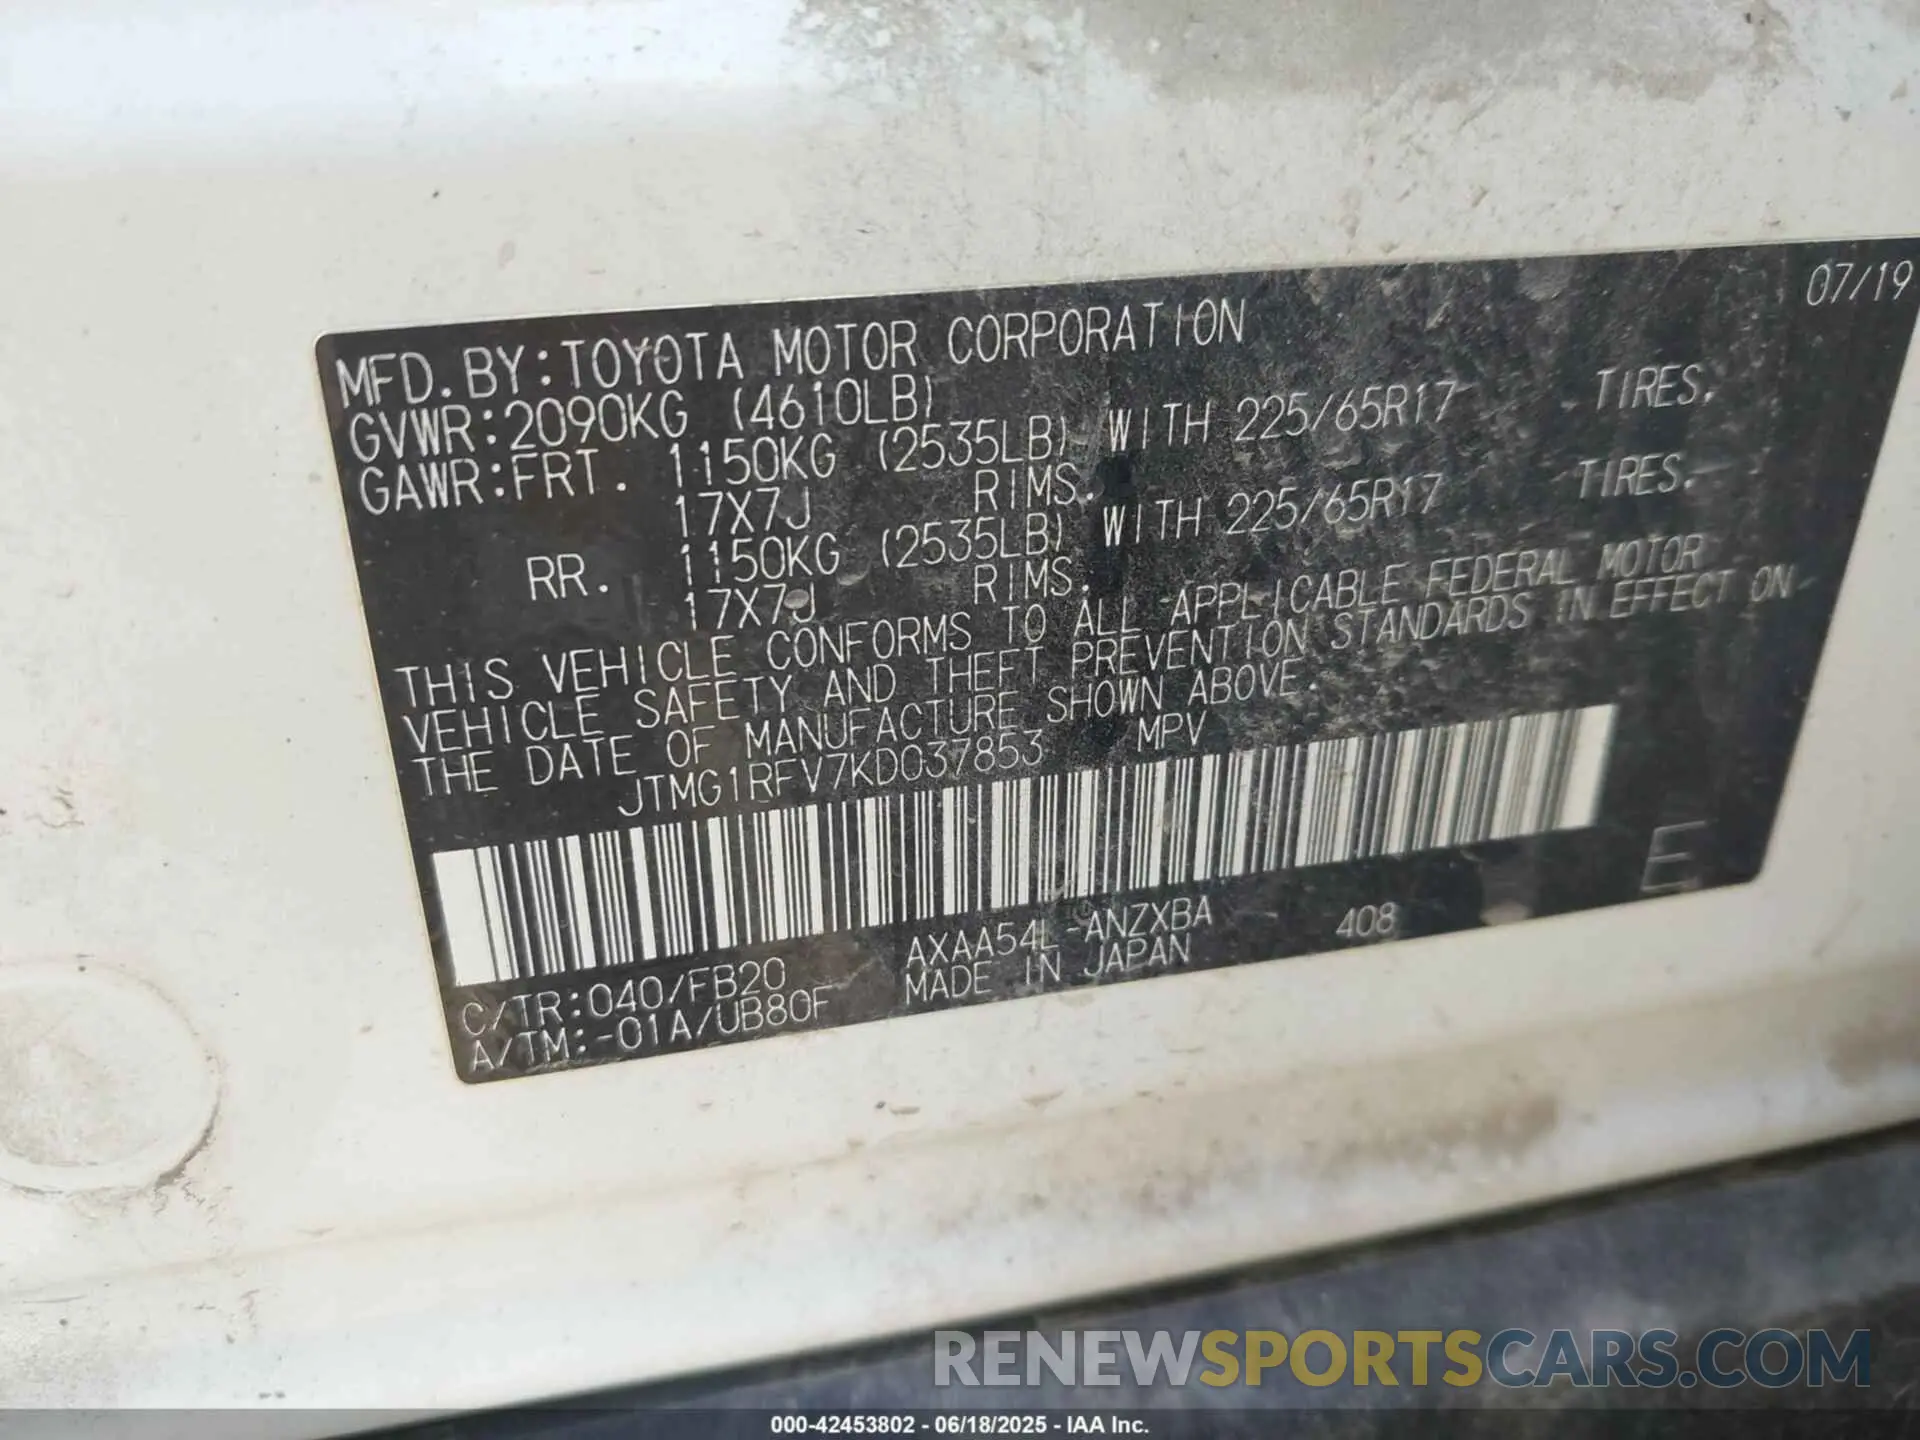 07/19
MFD.BY:TOYOTA MOTOR CORPORATION
GVWR:2090KG (4610LB)
GAWR:FRT. 1150KG (2535LB) WITH 225/65R17 TIRES,
17X7J RIMS.
RR. 1150KG (2535LB) WITH 225/65R17 TIRES,
17X7J RIMS.
THIS VEHICLE CONFORMS TO ALL APPLICABLE FEDERAL MOTOR
VEHICLE SAFETY AND THEFT PREVENTION STANDARDS IN EFFECT ON
THE DATE OF MANUFACTURE SHOWN ABOVE.
JTMG1RFV7KD037853 MPV
E
C/TR:040/FB20 AXAA54L-ANZXBA 408
A/TM:-01A/UB80F MADE IN JAPAN
RENEWSPORTSCARS.COM
000-42453802 - 06/18/2025 - IAA Inc.